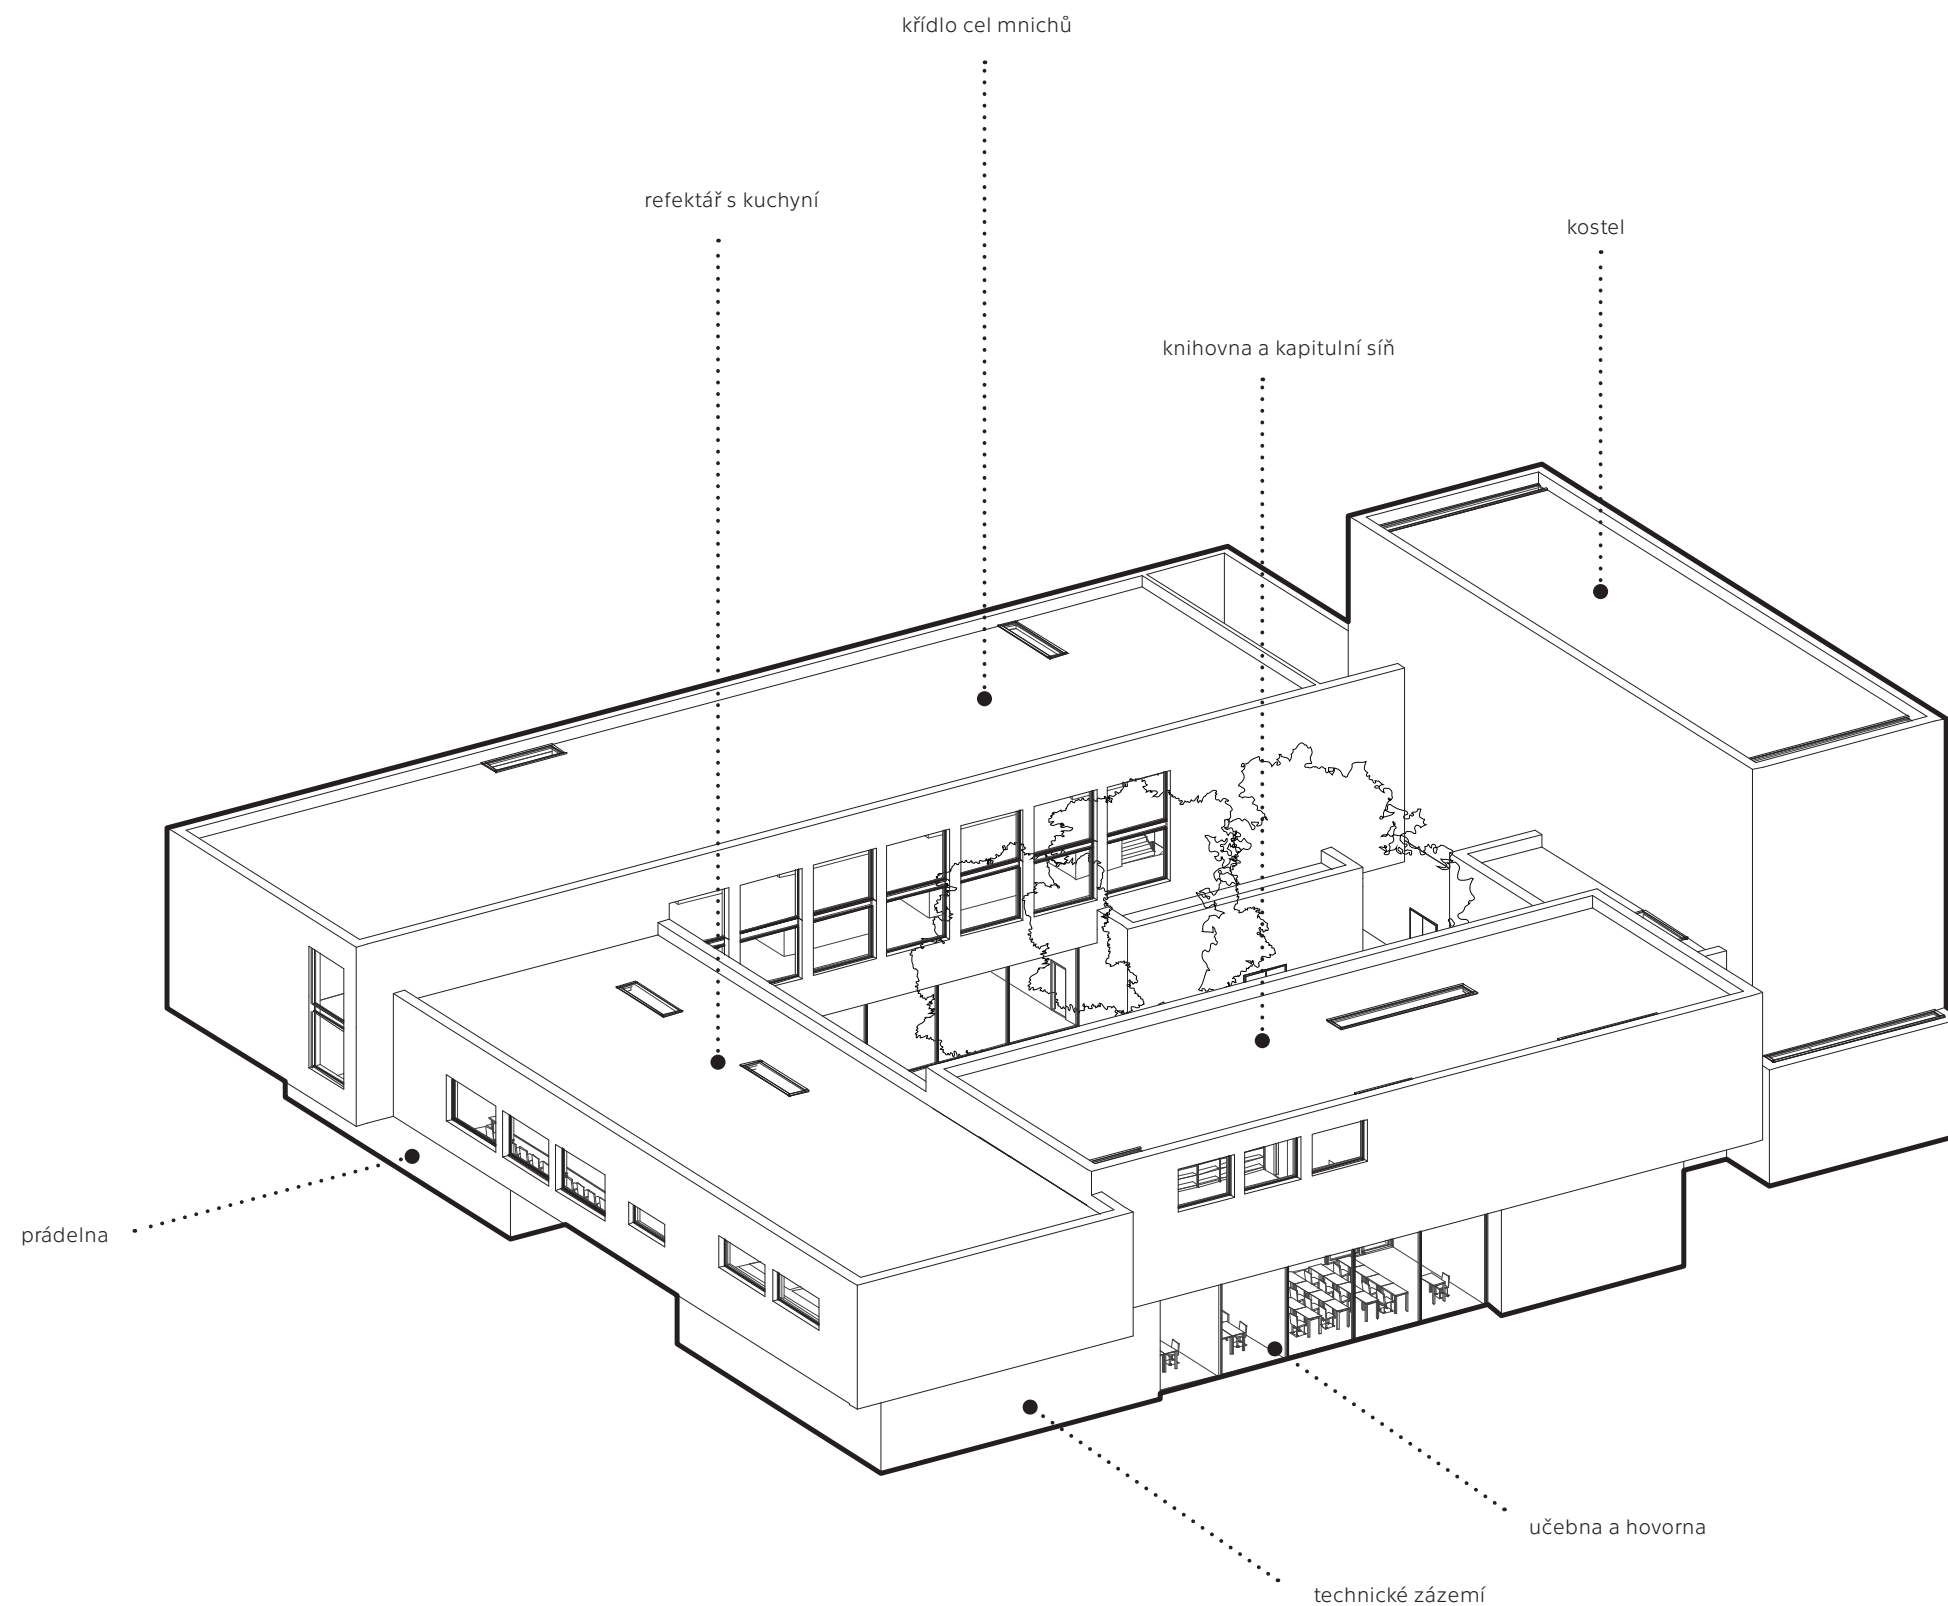 křídlo cel mnichů
refektář s kuchyní
kostel
knihovna a kapitulní síň
prádelna
učebna a hovorna
technické zázemí